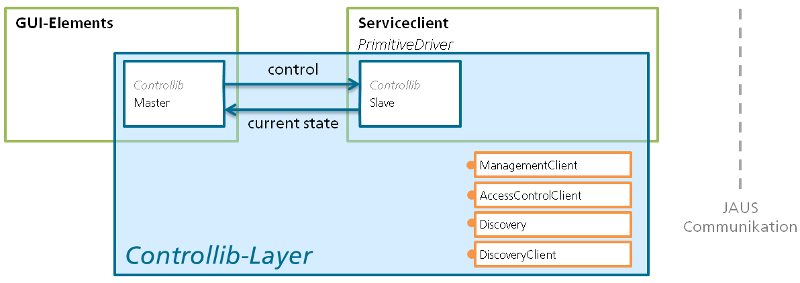 GUI-Elements
Serviceclient
PrimitiveDriver
Controllib
Master
control
current state
Controllib
Slave
ManagementClient
AccessControlClient
Discovery
DiscoveryClient
Controllib-Layer
JAUS
Communikation